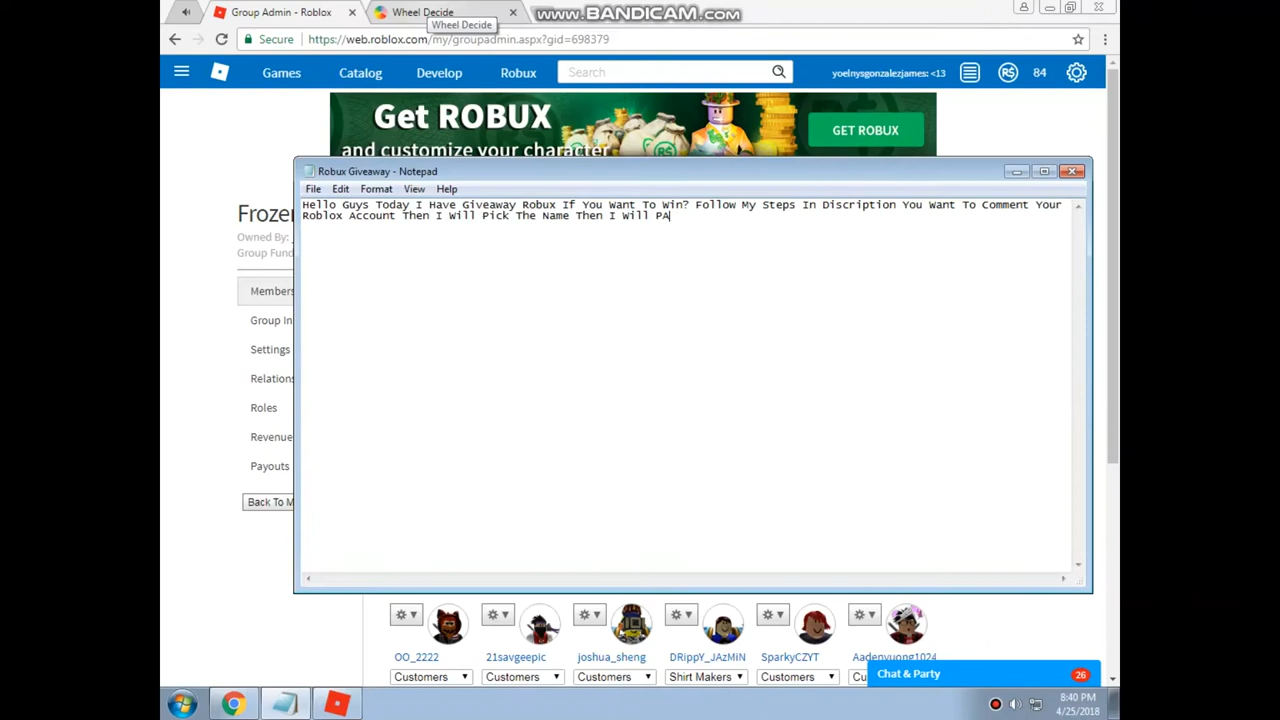 Group Admin - Roblox
Wheel Decide
www.BANDICAM.com
Wheel Decide
Secure
https://web.roblox.com/my/groupadmin.aspx?gid=698379
Games
Catalog
Develop
Robux
Search
yoelnysgonzalezjames: <13
84
Get ROBUX
and customize your character
GET ROBUX
Robux Giveaway - Notepad
File Edit Format View Help
Hello Guys Today I Have Giveaway Robux If You Want To Win? Follow My Steps In Discription You Want To Comment Your
Roblox Account Then I Will Pick The Name Then I Will PA
Frozen
Owned By:
Group Fund
Members
Group In
Settings
Relations
Roles
Revenue
Payouts
Back To M
OO_2222
21savgeepic
joshua_sheng
DRippY_JAzMiN
SparkyCZYT
Aadenvuong1024
Customers
Customers
Customers
Shirt Makers
Customers
Cu
Chat & Party
26
8:40 PM
4/25/2018